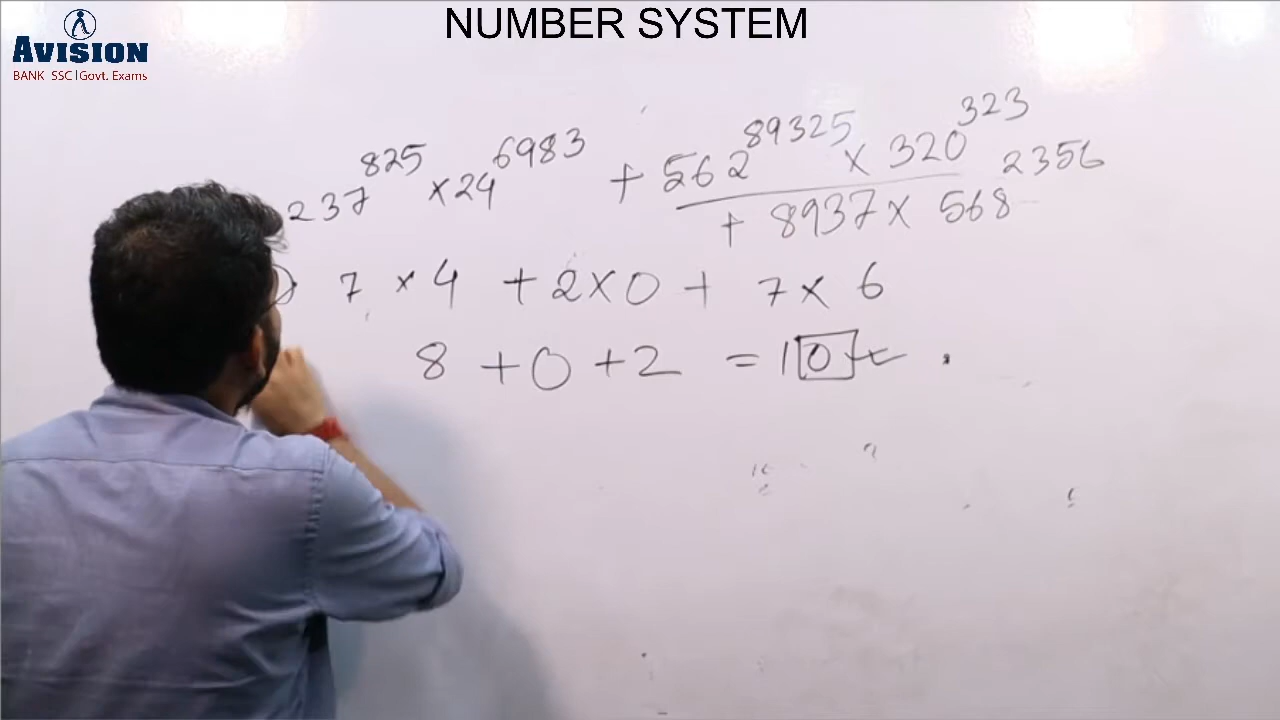 NUMBER SYSTEM
AVISION
BANK SSC|Govt. Exams
237^825 × 24^6983 + 562^89325 × 320^323
+ 8937 × 568^2356
7 × 4 + 2 × 0 + 7 × 6
8 + 0 + 2 = 10